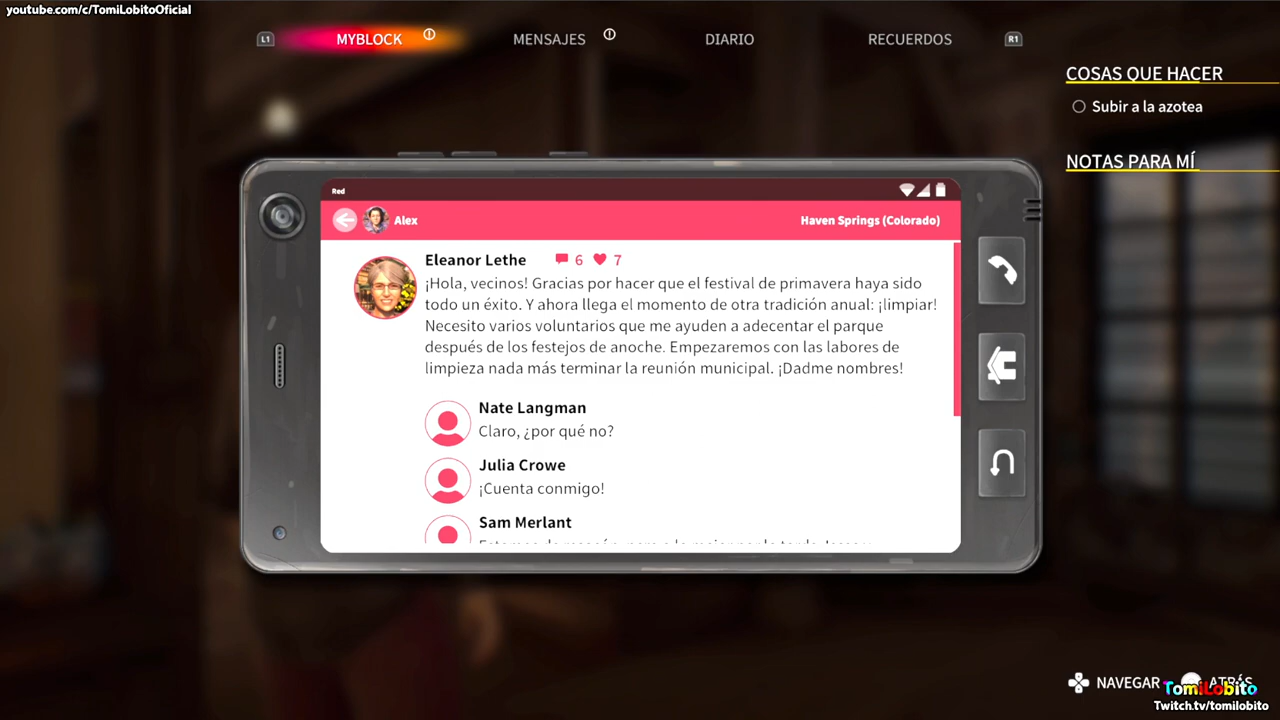 youtube.com/c/TomiLobitoOficial
L1
MYBLOCK
MENSAJES
DIARIO
RECUERDOS
R1
COSAS QUE HACER
Subir a la azotea
NOTAS PARA MÍ
Red
Alex
Haven Springs (Colorado)
Eleanor Lethe 6 7
¡Hola, vecinos! Gracias por hacer que el festival de primavera haya sido
todo un éxito. Y ahora llega el momento de otra tradición anual: ¡limpiar!
Necesito varios voluntarios que me ayuden a adecentar el parque
después de los festejos de anoche. Empezaremos con las labores de
limpieza nada más terminar la reunión municipal. ¡Dadme nombres!
Nate Langman
Claro, ¿por qué no?
Julia Crowe
¡Cuenta conmigo!
Sam Merlant
NAVEGAR
ATRÁS
TomiLobito
Twitch.tv/tomilobito